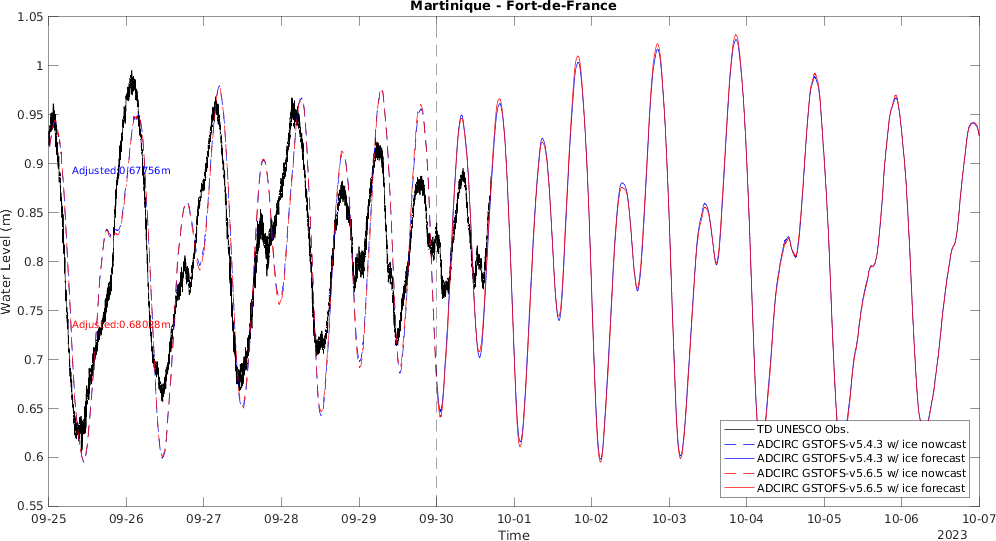 Martinique - Fort-de-France
1.05
1
0.95
0.9
0.85
0.8
0.75
0.7
0.65
0.6
0.55
Water Level (m)
Adjusted:0.67756m
Adjusted:0.68028m
TD UNESCO Obs.
ADCIRC GSTOFS-v5.4.3 w/ ice nowcast
ADCIRC GSTOFS-v5.4.3 w/ ice forecast
ADCIRC GSTOFS-v5.6.5 w/ ice nowcast
ADCIRC GSTOFS-v5.6.5 w/ ice forecast
09-25 09-26 09-27 09-28 09-29 09-30 10-01 10-02 10-03 10-04 10-05 10-06 10-07
Time
2023